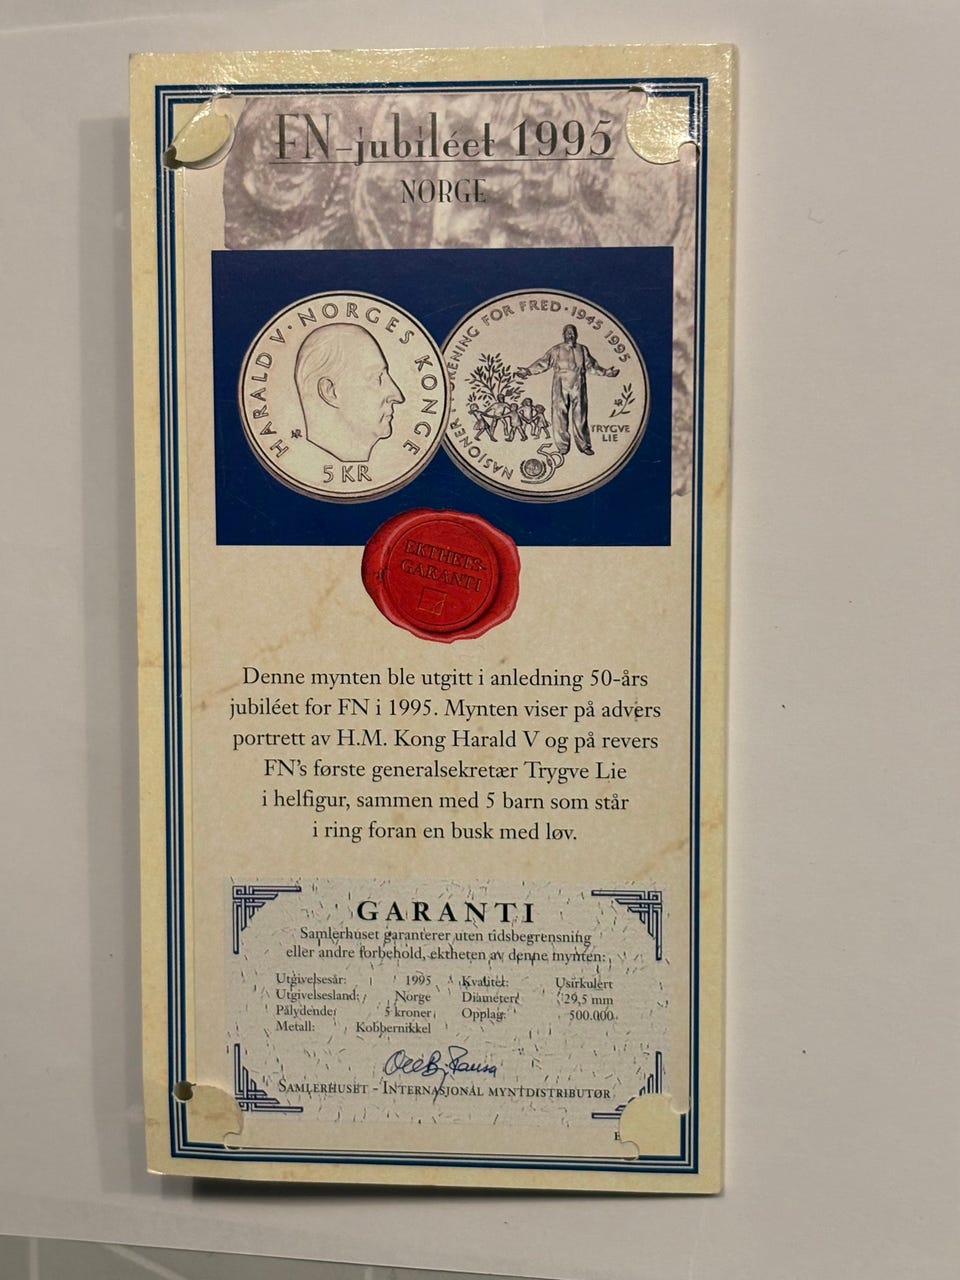 FN-jubiléet 1995
NORGE
HARALD V · NORGES KONGE
5 KR
NASJONER FORENING FOR FRED · 1945 1995
TRYGVE
LIE
50
EKTHETS-
GARANTI
Denne mynten ble utgitt i anledning 50-års
jubiléet for FN i 1995. Mynten viser på advers
portrett av H.M. Kong Harald V og på revers
FN's første generalsekretær Trygve Lie
i helfigur, sammen med 5 barn som står
i ring foran en busk med løv.
GARANTI
Samlerhuset garanterer uten tidsbegrensning
eller andre forbehold, ektheten av denne mynten:
Utgivelsesår: 1995 Kvalitet: Usirkulert
Utgivelsesland: Norge Diameter: 29,5 mm
Pålydende: 5 kroner Opplag: 500.000
Metall: Kobbernikkel
SAMLERHUSET - INTERNASJONAL MYNTDISTRIBUTØR